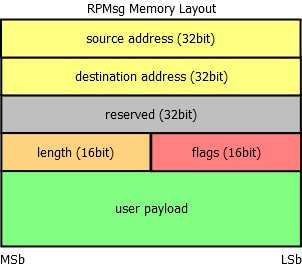 RPMsg Memory Layout
source address (32bit)
destination address (32bit)
reserved (32bit)
length (16bit) flags (16bit)
user payload
MSb LSb